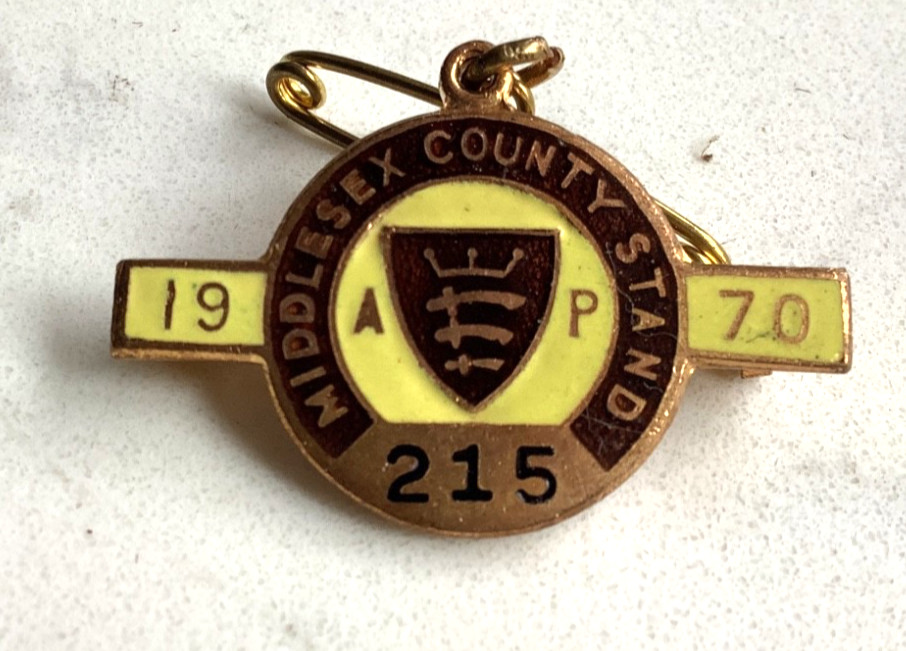 MIDDLESEX COUNTY STAND
19 A P 70
215